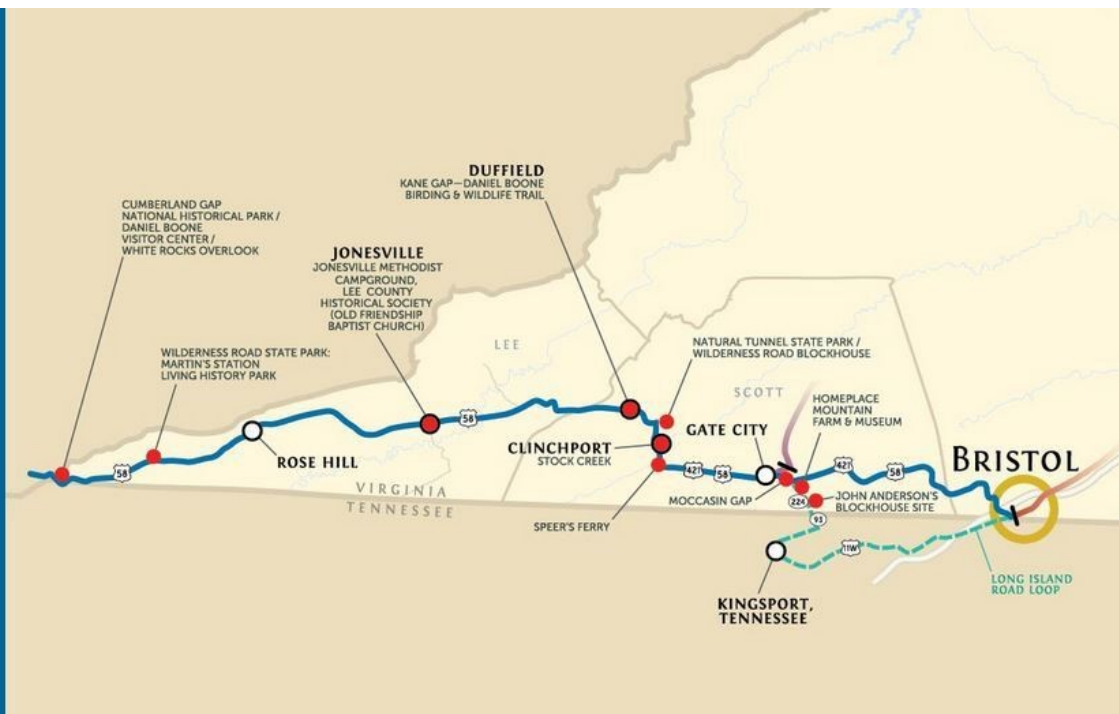 DUFFIELD
KANE GAP—DANIEL BOONE
BIRDING & WILDLIFE TRAIL
CUMBERLAND GAP
NATIONAL HISTORICAL PARK /
DANIEL BOONE
VISITOR CENTER /
WHITE ROCKS OVERLOOK
JONESVILLE
JONESVILLE METHODIST
CAMPGROUND,
LEE COUNTY
HISTORICAL SOCIETY
(OLD FRIENDSHIP
BAPTIST CHURCH)
WILDERNESS ROAD STATE PARK:
MARTIN'S STATION
LIVING HISTORY PARK
LEE
NATURAL TUNNEL STATE PARK /
WILDERNESS ROAD BLOCKHOUSE
SCOTT
HOMEPLACE
MOUNTAIN
FARM & MUSEUM
58
58
ROSE HILL
CLINCHPORT
STOCK CREEK
GATE CITY
BRISTOL
421
58
421
58
MOCCASIN GAP
224
JOHN ANDERSON'S
BLOCKHOUSE SITE
VIRGINIA
TENNESSEE
SPEER'S FERRY
93
11W
KINGSPORT,
TENNESSEE
LONG ISLAND
ROAD LOOP